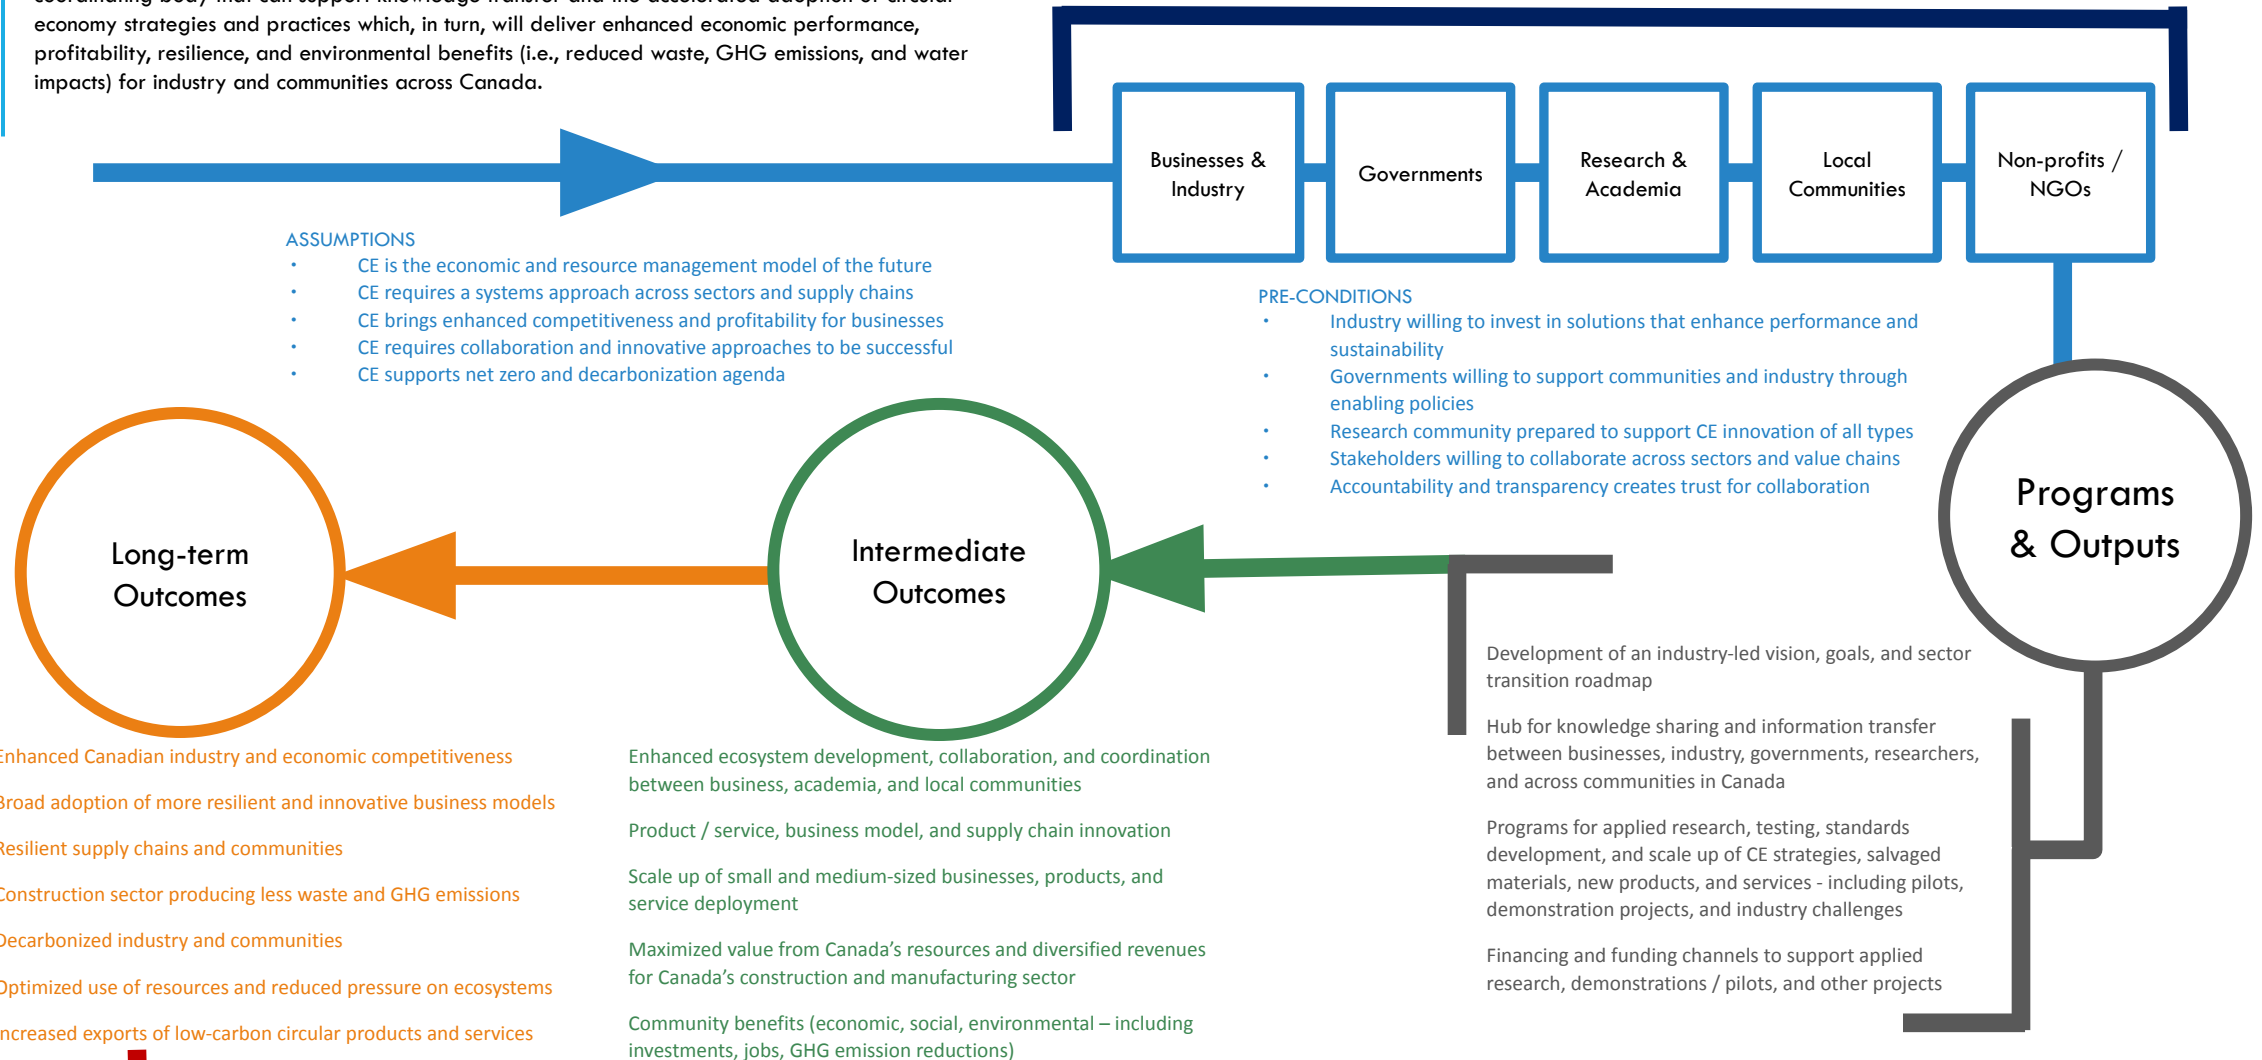 economy strategies and practices which, in turn, will deliver enhanced economic performance,
profitability, resilience, and environmental benefits (i.e., reduced waste, GHG emissions, and water
impacts) for industry and communities across Canada.
Businesses &
Industry
Governments
Research &
Academia
Local
Communities
Non-profits /
NGOs
ASSUMPTIONS
• CE is the economic and resource management model of the future
• CE requires a systems approach across sectors and supply chains
• CE brings enhanced competitiveness and profitability for businesses
• CE requires collaboration and innovative approaches to be successful
• CE supports net zero and decarbonization agenda
PRE-CONDITIONS
• Industry willing to invest in solutions that enhance performance and
sustainability
• Governments willing to support communities and industry through
enabling policies
• Research community prepared to support CE innovation of all types
• Stakeholders willing to collaborate across sectors and value chains
• Accountability and transparency creates trust for collaboration
Programs
& Outputs
Long-term
Outcomes
Intermediate
Outcomes
Development of an industry-led vision, goals, and sector
transition roadmap
Hub for knowledge sharing and information transfer
between businesses, industry, governments, researchers,
and across communities in Canada
Programs for applied research, testing, standards
development, and scale up of CE strategies, salvaged
materials, new products, and services - including pilots,
demonstration projects, and industry challenges
Financing and funding channels to support applied
research, demonstrations / pilots, and other projects
Enhanced ecosystem development, collaboration, and coordination
between business, academia, and local communities
Product / service, business model, and supply chain innovation
Scale up of small and medium-sized businesses, products, and
service deployment
Maximized value from Canada's resources and diversified revenues
for Canada's construction and manufacturing sector
Community benefits (economic, social, environmental – including
investments, jobs, GHG emission reductions)
Enhanced Canadian industry and economic competitiveness
Broad adoption of more resilient and innovative business models
Resilient supply chains and communities
Construction sector producing less waste and GHG emissions
Decarbonized industry and communities
Optimized use of resources and reduced pressure on ecosystems
Increased exports of low-carbon circular products and services